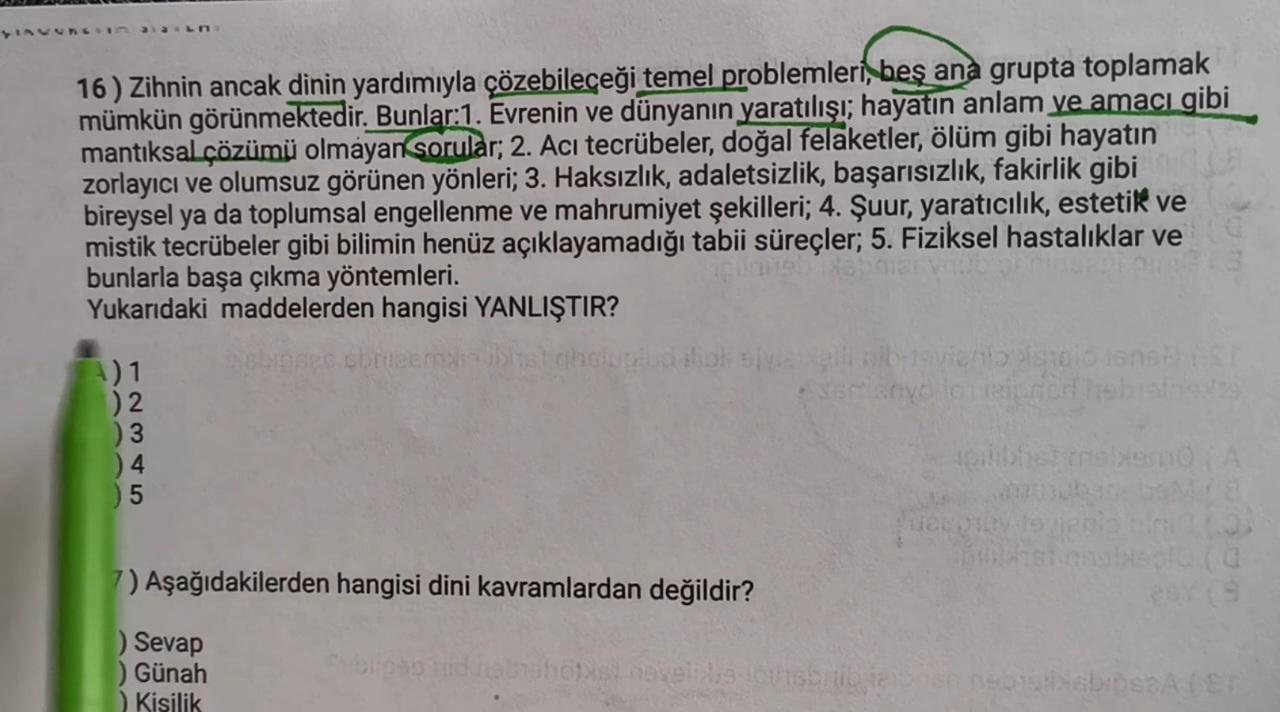 16 ) Zihnin ancak dinin yardımıyla çözebileçeği temel problemleri, beş ana grupta toplamak
mümkün görünmektedir. Bunlar:1. Evrenin ve dünyanın yaratılışı; hayatın anlam ve amacı gibi
mantıksal çözümü olmayan sorular; 2. Acı tecrübeler, doğal felaketler, ölüm gibi hayatın
zorlayıcı ve olumsuz görünen yönleri; 3. Haksızlık, adaletsizlik, başarısızlık, fakirlik gibi
bireysel ya da toplumsal engellenme ve mahrumiyet şekilleri; 4. Şuur, yaratıcılık, estetik ve
mistik tecrübeler gibi bilimin henüz açıklayamadığı tabii süreçler; 5. Fiziksel hastalıklar ve
bunlarla başa çıkma yöntemleri.
Yukarıdaki maddelerden hangisi YANLIŞTIR?
) 1
) 2
) 3
) 4
) 5
7 ) Aşağıdakilerden hangisi dini kavramlardan değildir?
) Sevap
) Günah
) Kişilik